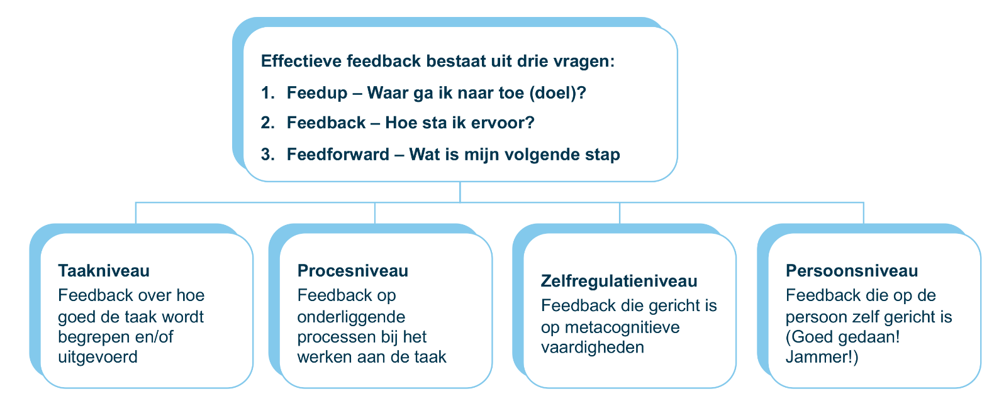 Effectieve feedback bestaat uit drie vragen:
1. Feedup – Waar ga ik naar toe (doel)?
2. Feedback – Hoe sta ik ervoor?
3. Feedforward – Wat is mijn volgende stap
Taakniveau
Feedback over hoe
goed de taak wordt
begrepen en/of
uitgevoerd
Procesniveau
Feedback op
onderliggende
processen bij het
werken aan de taak
Zelfregulatieniveau
Feedback die gericht is
op metacognitieve
vaardigheden
Persoonsniveau
Feedback die op de
persoon zelf gericht is
(Goed gedaan!
Jammer!)